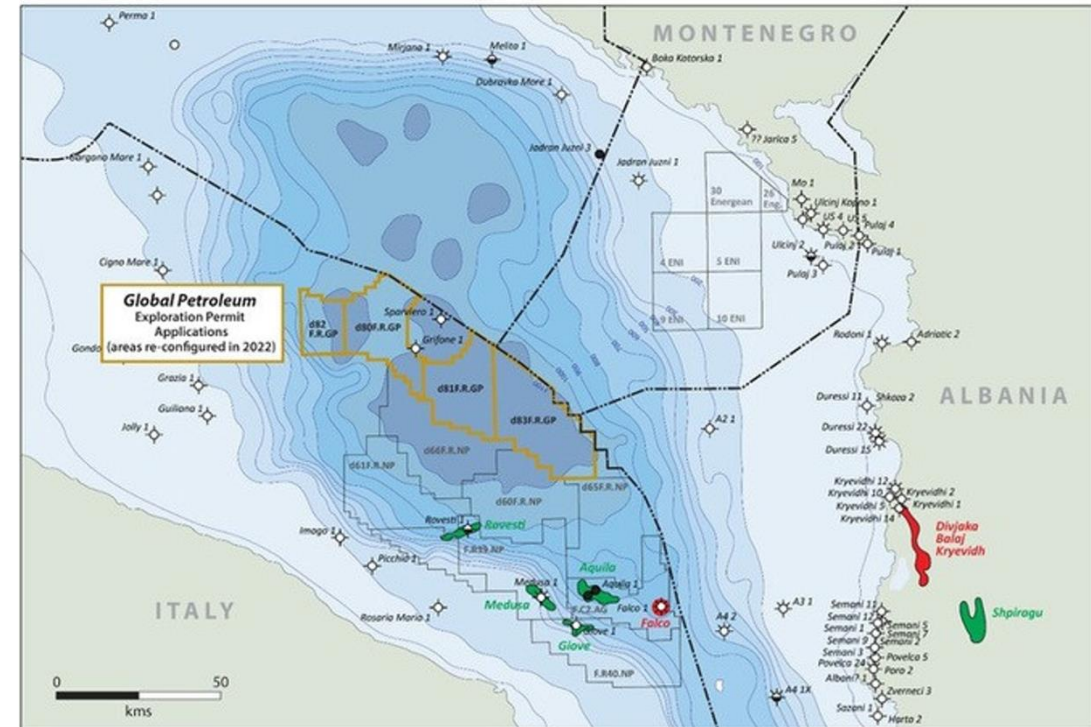 Perma 1
MONTENEGRO
Mirjana 1
Melita 1
Boka Kotorska 1
Dubravka More 1
?? Jarica 5
Jadran Juzni 3
Jadran Juzni 1
Gargano Mare 1
30
Energean
26
Eng.
Mo 1
Ulcinj Kopno 1
US 4
US 5
Pulaj 4
Ulcinj 2
Pulaj 2
Pulaj 1
Pulaj 3
Cigno Mare 1
4 ENI
5 ENI
9 ENI
10 ENI
Global Petroleum
Exploration Permit
Applications
(areas re-configured in 2022)
d82
F.R.GP
d80F.R.GP
Sparviero 1
Grifone 1
Rodoni 1
Adriatic 2
Grazia 1
d81F.R.GP
d83F.R.GP
ALBANIA
Giuliana 1
Duressi 11
Shkoza 2
Jolly 1
A2 1
Duressi 22
Duressi 15
d66F.R.NP
d61F.R.NP
d65F.R.NP
d60F.R.NP
Kryevidhi 12
Kryevidhi 10
Kryevidhi 2
Kryevidhi 5
Kryevidhi 1
Kryevidhi 14
Rovesti 1
Rovesti
Divjaka
Balaj
Kryevidh
Imago 1
F.R39.NP
Picchio 1
Aquila
Medusa 1
Aquila 1
ITALY
Medusa
Rosaria Maria 1
F.C2.AG
Falco 1
Falco
A3 1
Shpiragu
Giove 1
Giove
A4 2
Semani 11
Semani 12
Semani 5
Semani 1
Semani 7
Semani 9
Semani 2
Semani 3
Povelca 5
Povelca 24
Poro 2
F.R40.NP
Albani? 1
A4 1X
Zverneci 3
Sazani 1
Harta 2
0
50
kms